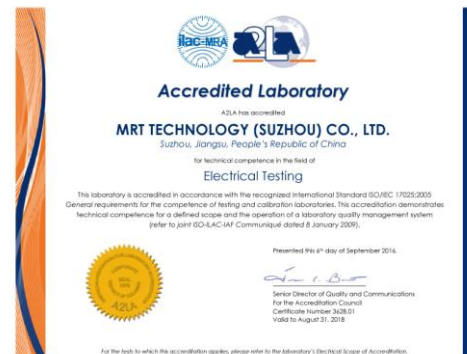 ilac-MRA
A2LA
Accredited Laboratory
A2LA has accredited
MRT TECHNOLOGY (SUZHOU) CO., LTD.
Suzhou, Jiangsu, People's Republic of China
for technical competence in the field of
Electrical Testing
This laboratory is accredited in accordance with the recognized International Standard ISO/IEC 17025:2005
General requirements for the competence of testing and calibration laboratories. This accreditation demonstrates
technical competence for a defined scope and the operation of a laboratory quality management system
(refer to joint ISO-ILAC-IAF Communiqué dated 8 January 2009).
Presented this 6th day of September 2016.
Senior Director of Quality and Communications
For the Accreditation Council
Certificate Number 3628.01
Valid to August 31, 2018
CORPORATE
SEAL
A2LA
For the tests to which this accreditation applies, please refer to the laboratory's Electrical Scope of Accreditation.